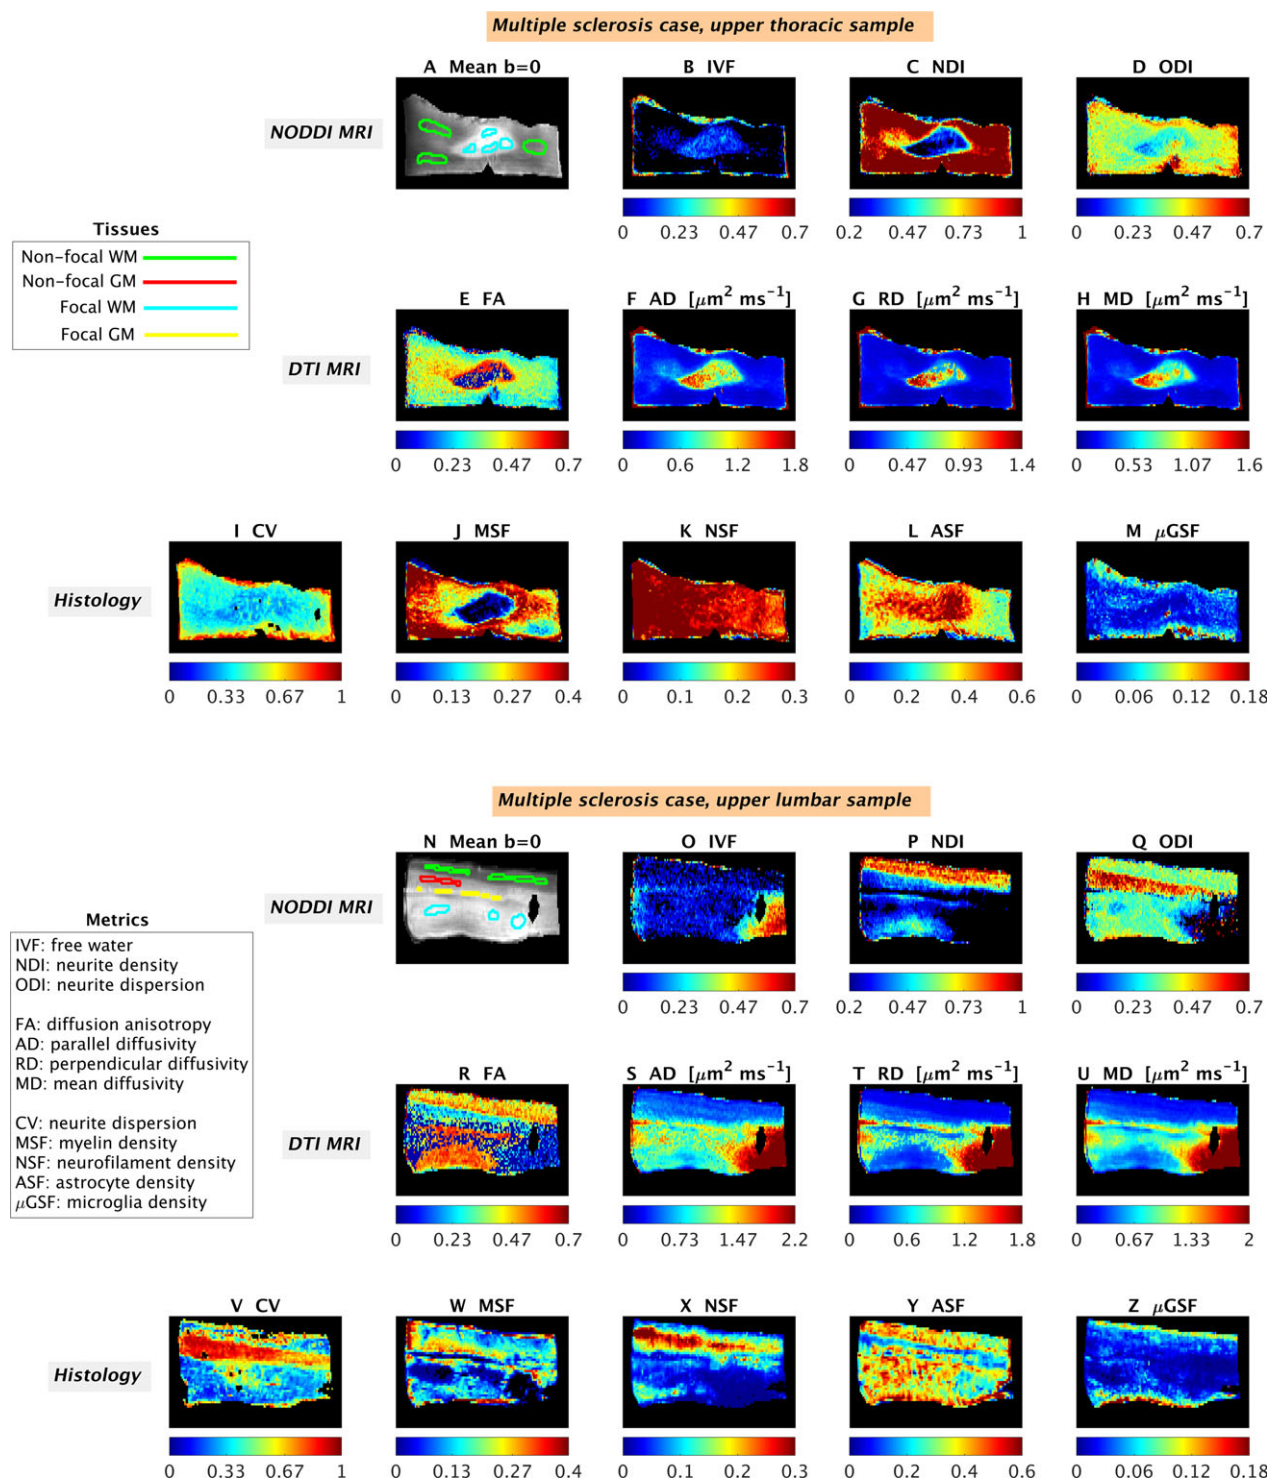 Multiple sclerosis case, upper thoracic sample
A Mean b=0
B IVF
C NDI
D ODI
NODDI MRI
0 0.23 0.47 0.7
0.2 0.47 0.73 1
0 0.23 0.47 0.7
Tissues
Non-focal WM
Non-focal GM
Focal WM
Focal GM
E FA
F AD [μm² ms⁻¹]
G RD [μm² ms⁻¹]
H MD [μm² ms⁻¹]
DTI MRI
0 0.23 0.47 0.7
0 0.6 1.2 1.8
0 0.47 0.93 1.4
0 0.53 1.07 1.6
I CV
J MSF
K NSF
L ASF
M μGSF
Histology
0 0.33 0.67 1
0 0.13 0.27 0.4
0 0.1 0.2 0.3
0 0.2 0.4 0.6
0 0.06 0.12 0.18
Multiple sclerosis case, upper lumbar sample
N Mean b=0
O IVF
P NDI
Q ODI
NODDI MRI
0 0.23 0.47 0.7
0.2 0.47 0.73 1
0 0.23 0.47 0.7
Metrics
IVF: free water
NDI: neurite density
ODI: neurite dispersion
FA: diffusion anisotropy
AD: parallel diffusivity
RD: perpendicular diffusivity
MD: mean diffusivity
CV: neurite dispersion
MSF: myelin density
NSF: neurofilament density
ASF: astrocyte density
μGSF: microglia density
R FA
S AD [μm² ms⁻¹]
T RD [μm² ms⁻¹]
U MD [μm² ms⁻¹]
DTI MRI
0 0.23 0.47 0.7
0 0.73 1.47 2.2
0 0.6 1.2 1.8
0 0.67 1.33 2
V CV
W MSF
X NSF
Y ASF
Z μGSF
Histology
0 0.33 0.67 1
0 0.13 0.27 0.4
0 0.1 0.2 0.3
0 0.2 0.4 0.6
0 0.06 0.12 0.18